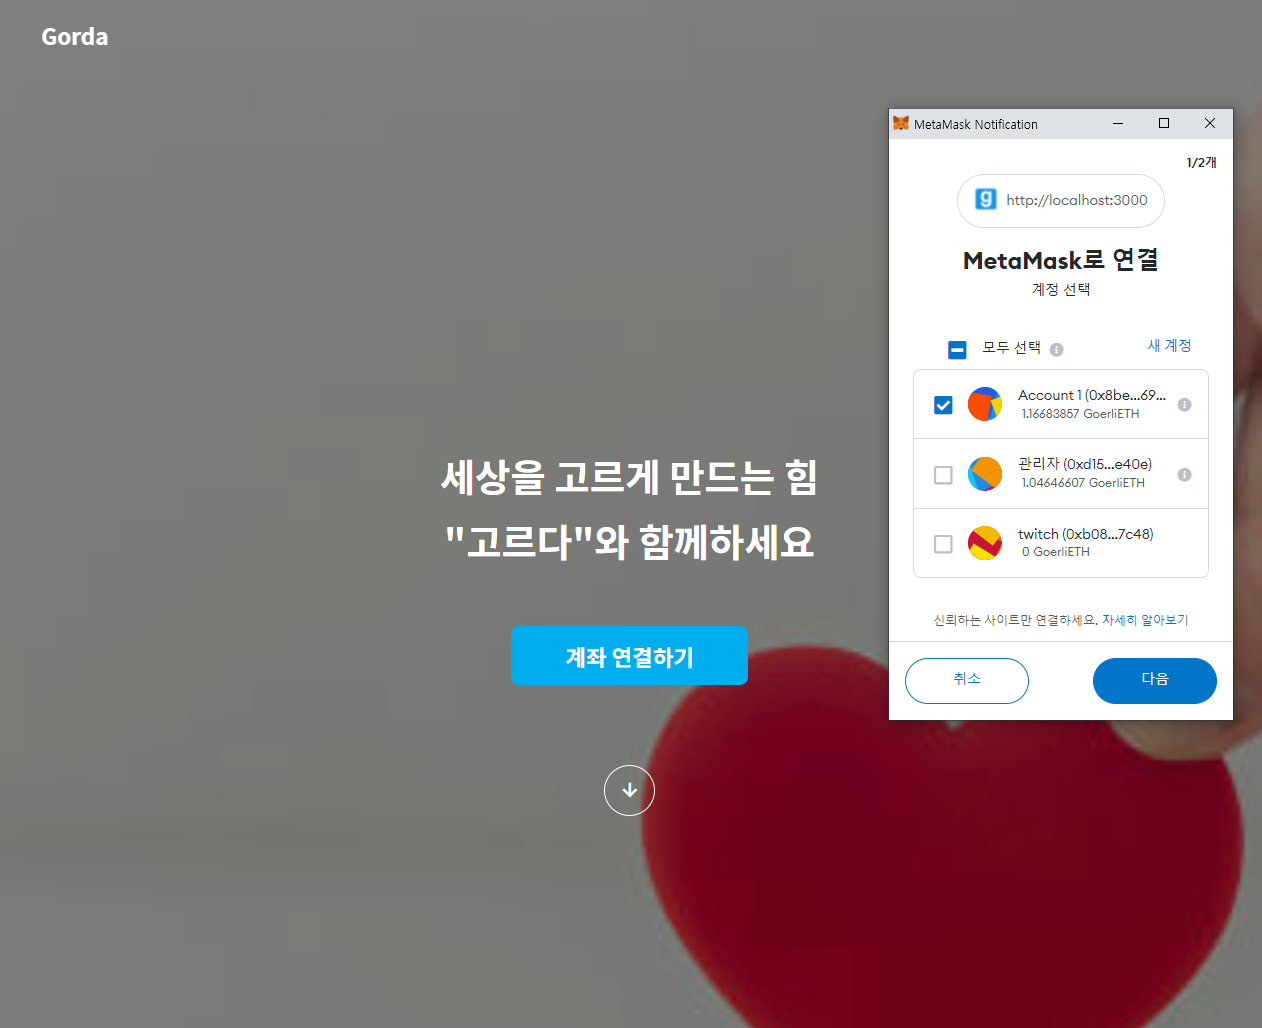 Gorda
세상을 고르게 만드는 힘
"고르다"와 함께하세요
계좌 연결하기
MetaMask Notification
1/2개
http://localhost:3000
MetaMask로 연결
계정 선택
모두 선택
새 계정
Account 1 (0x8be...69...
1.16683857 GoerliETH
관리자 (0xd15...e40e)
1.04646607 GoerliETH
twitch (0xb08...7c48)
0 GoerliETH
신뢰하는 사이트만 연결하세요. 자세히 알아보기
취소
다음